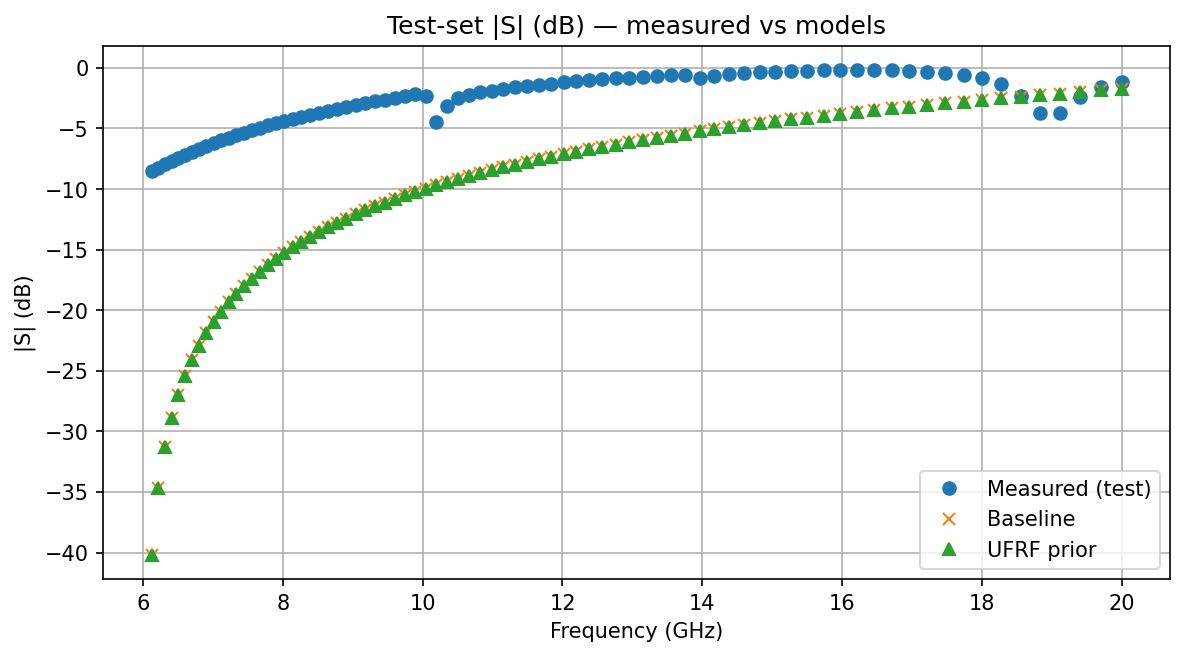 Test-set |S| (dB) — measured vs models
|S| (dB)
0
−5
−10
−15
−20
−25
−30
−35
−40
6
8
10
12
14
16
18
20
Frequency (GHz)
Measured (test)
Baseline
UFRF prior